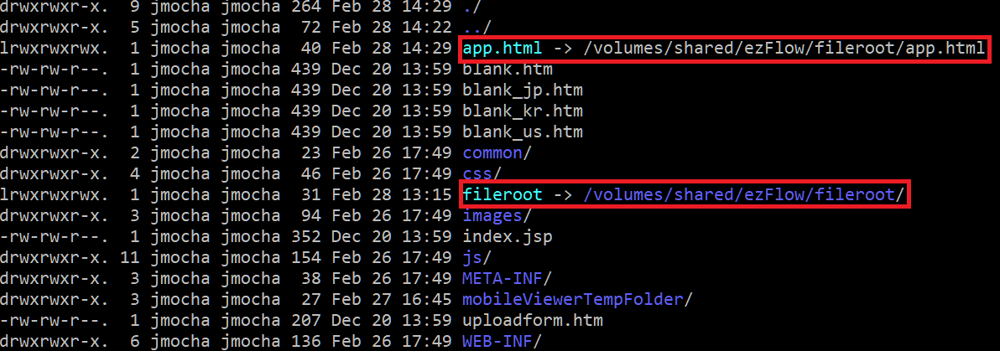 drwxrwxr-x.  9 jmocha jmocha 264 Feb 28 14:29 ./
drwxrwxr-x.  5 jmocha jmocha  72 Feb 28 14:22 ../
lrwxrwxrwx.  1 jmocha jmocha  40 Feb 28 14:29 app.html -> /volumes/shared/ezFlow/fileroot/app.html
-rw-rw-r--.  1 jmocha jmocha 439 Dec 20 13:59 blank.htm
-rw-rw-r--.  1 jmocha jmocha 439 Dec 20 13:59 blank_jp.htm
-rw-rw-r--.  1 jmocha jmocha 439 Dec 20 13:59 blank_kr.htm
-rw-rw-r--.  1 jmocha jmocha 439 Dec 20 13:59 blank_us.htm
drwxrwxr-x.  2 jmocha jmocha  23 Feb 26 17:49 common/
drwxrwxr-x.  4 jmocha jmocha  46 Feb 26 17:49 css/
lrwxrwxrwx.  1 jmocha jmocha  31 Feb 28 13:15 fileroot -> /volumes/shared/ezFlow/fileroot/
drwxrwxr-x.  3 jmocha jmocha  94 Feb 26 17:49 images/
-rw-rw-r--.  1 jmocha jmocha 352 Dec 20 13:59 index.jsp
drwxrwxr-x. 11 jmocha jmocha 154 Feb 26 17:49 js/
drwxrwxr-x.  3 jmocha jmocha  38 Feb 26 17:49 META-INF/
drwxrwxr-x.  3 jmocha jmocha  27 Feb 27 16:45 mobileViewerTempFolder/
-rw-rw-r--.  1 jmocha jmocha 207 Dec 20 13:59 uploadform.htm
drwxrwxr-x.  6 jmocha jmocha 136 Feb 26 17:49 WEB-INF/